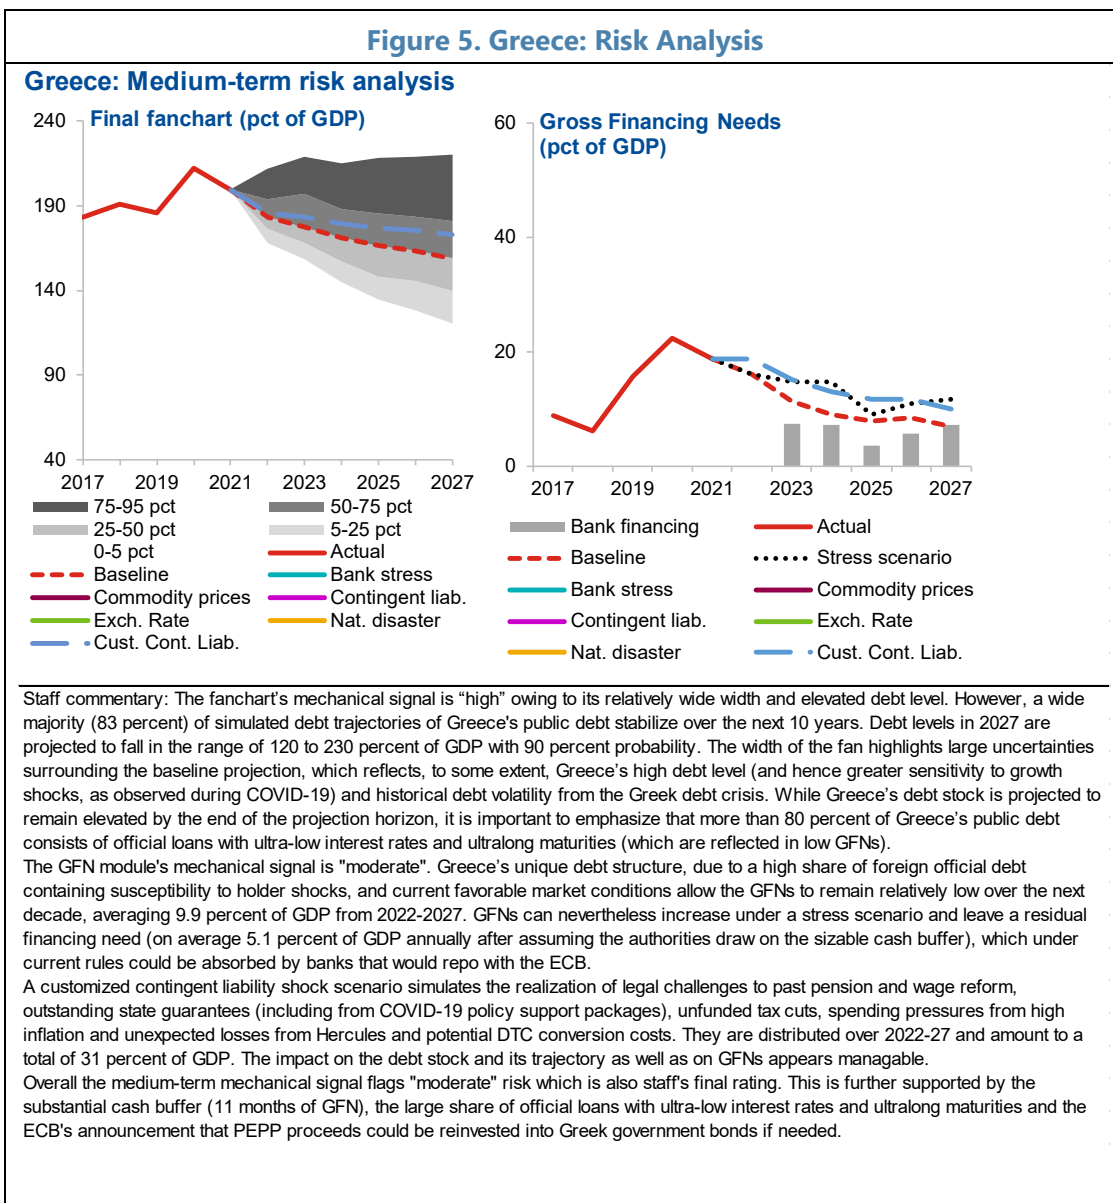 Figure 5. Greece: Risk Analysis
Greece: Medium-term risk analysis
Final fanchart (pct of GDP)
240
190
140
90
40
2017 2019 2021 2023 2025 2027
75-95 pct 50-75 pct
25-50 pct 5-25 pct
0-5 pct Actual
Baseline Bank stress
Commodity prices Contingent liab.
Exch. Rate Nat. disaster
Cust. Cont. Liab.
Gross Financing Needs
(pct of GDP)
60
40
20
0
2017 2019 2021 2023 2025 2027
Bank financing Actual
Baseline Stress scenario
Bank stress Commodity prices
Contingent liab. Exch. Rate
Nat. disaster Cust. Cont. Liab.
Staff commentary: The fanchart's mechanical signal is “high” owing to its relatively wide width and elevated debt level. However, a wide
majority (83 percent) of simulated debt trajectories of Greece's public debt stabilize over the next 10 years. Debt levels in 2027 are
projected to fall in the range of 120 to 230 percent of GDP with 90 percent probability. The width of the fan highlights large uncertainties
surrounding the baseline projection, which reflects, to some extent, Greece’s high debt level (and hence greater sensitivity to growth
shocks, as observed during COVID-19) and historical debt volatility from the Greek debt crisis. While Greece’s debt stock is projected to
remain elevated by the end of the projection horizon, it is important to emphasize that more than 80 percent of Greece’s public debt
consists of official loans with ultra-low interest rates and ultralong maturities (which are reflected in low GFNs).
The GFN module's mechanical signal is "moderate". Greece’s unique debt structure, due to a high share of foreign official debt
containing susceptibility to holder shocks, and current favorable market conditions allow the GFNs to remain relatively low over the next
decade, averaging 9.9 percent of GDP from 2022-2027. GFNs can nevertheless increase under a stress scenario and leave a residual
financing need (on average 5.1 percent of GDP annually after assuming the authorities draw on the sizable cash buffer), which under
current rules could be absorbed by banks that would repo with the ECB.
A customized contingent liability shock scenario simulates the realization of legal challenges to past pension and wage reform,
outstanding state guarantees (including from COVID-19 policy support packages), unfunded tax cuts, spending pressures from high
inflation and unexpected losses from Hercules and potential DTC conversion costs. They are distributed over 2022-27 and amount to a
total of 31 percent of GDP. The impact on the debt stock and its trajectory as well as on GFNs appears managable.
Overall the medium-term mechanical signal flags "moderate" risk which is also staff's final rating. This is further supported by the
substantial cash buffer (11 months of GFN), the large share of official loans with ultra-low interest rates and ultralong maturities and the
ECB's announcement that PEPP proceeds could be reinvested into Greek government bonds if needed.